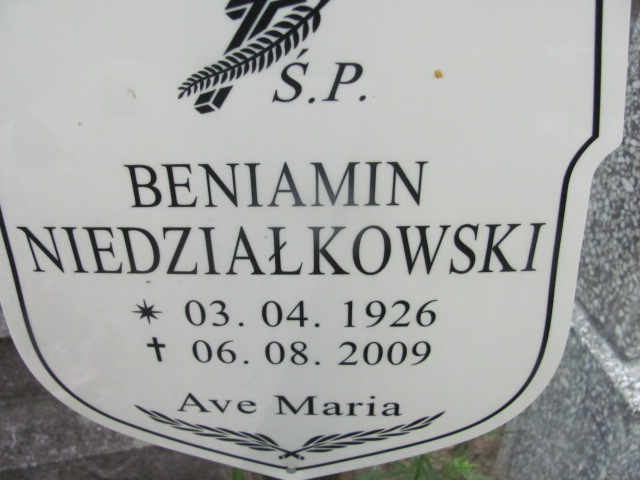 Ś.P.
BENIAMIN
NIEDZIAŁKOWSKI
✷ 03. 04. 1926
✝ 06. 08. 2009
Ave Maria